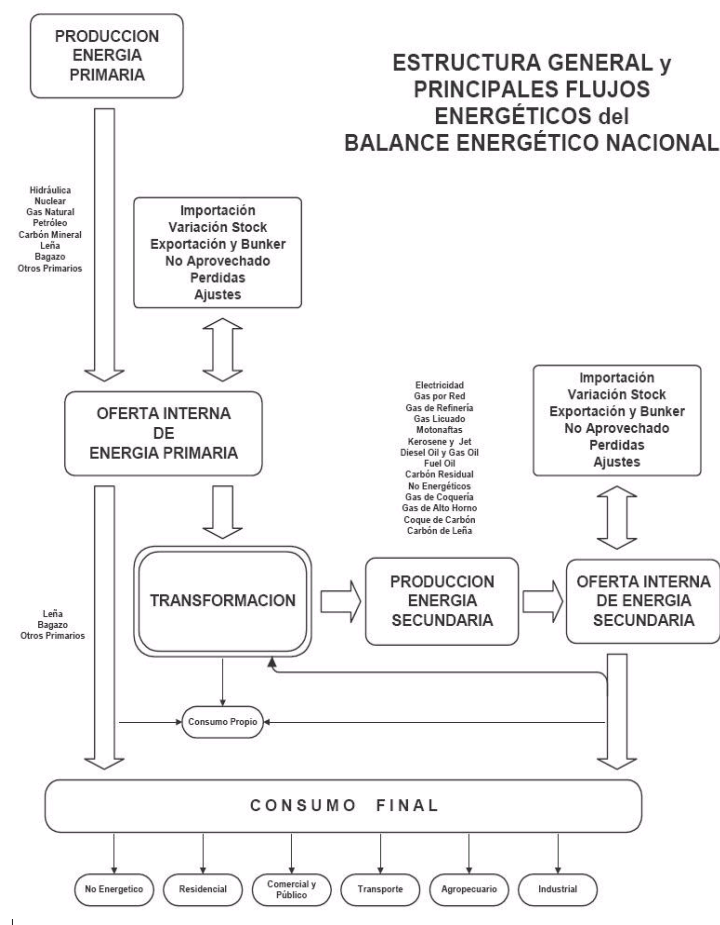 PRODUCCION
ENERGIA
PRIMARIA
ESTRUCTURA GENERAL y
PRINCIPALES FLUJOS
ENERGÉTICOS del
BALANCE ENERGÉTICO NACIONAL
Hidráulica
Nuclear
Gas Natural
Petróleo
Carbón Mineral
Leña
Bagazo
Otros Primarios
Importación
Variación Stock
Exportación y Bunker
No Aprovechado
Perdidas
Ajustes
OFERTA INTERNA
DE
ENERGIA PRIMARIA
Electricidad
Gas por Red
Gas de Refinería
Gas Licuado
Motonaftas
Kerosene y Jet
Diesel Oil y Gas Oil
Fuel Oil
Carbón Residual
No Energéticos
Gas de Coquería
Gas de Alto Horno
Coque de Carbón
Carbón de Leña
Importación
Variación Stock
Exportación y Bunker
No Aprovechado
Perdidas
Ajustes
TRANSFORMACION
PRODUCCION
ENERGIA
SECUNDARIA
OFERTA INTERNA
DE ENERGIA
SECUNDARIA
Leña
Bagazo
Otros Primarios
Consumo Propio
CONSUMO FINAL
No Energetico
Residencial
Comercial y
Público
Transporte
Agropecuario
Industrial